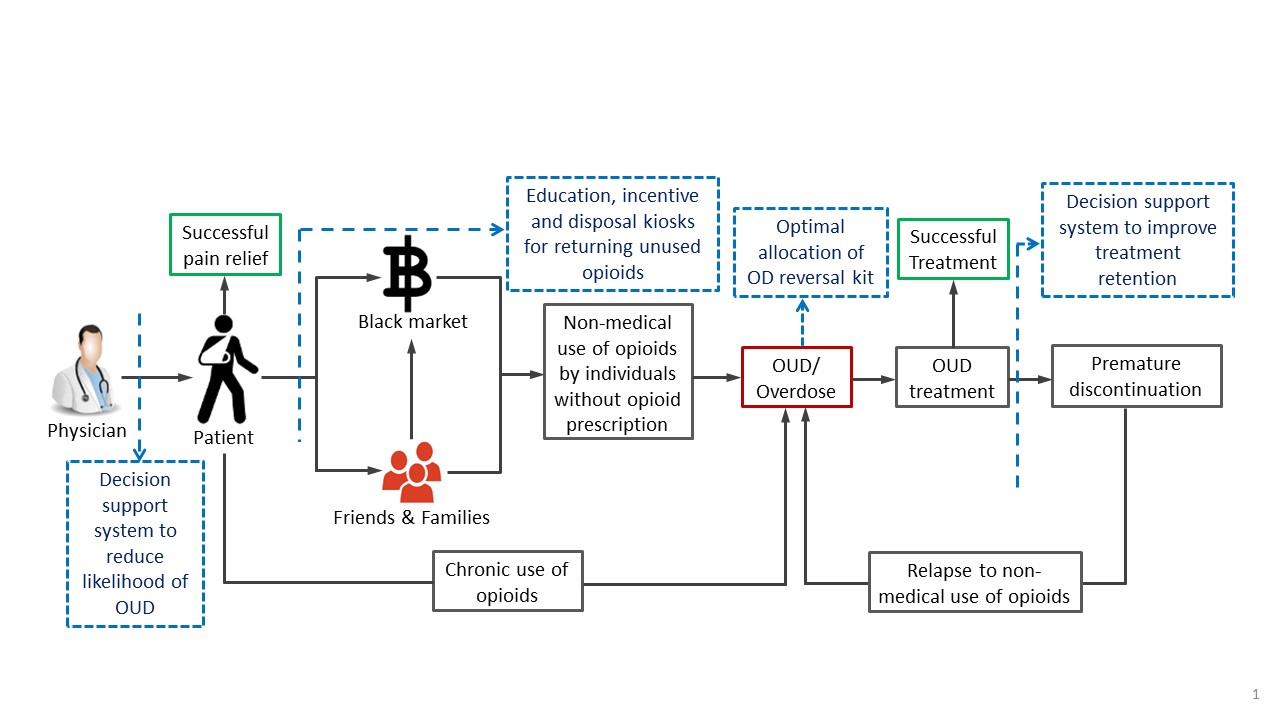 Successful
pain relief
Education, incentive
and disposal kiosks
for returning unused
opioids
Optimal
allocation of
OD reversal kit
Successful
Treatment
Decision support
system to improve
treatment
retention
Black market
Non-medical
use of opioids
by individuals
without opioid
prescription
OUD/
Overdose
OUD
treatment
Premature
discontinuation
Physician
Patient
Decision
support
system to
reduce
likelihood of
OUD
Friends & Families
Chronic use of
opioids
Relapse to non-
medical use of opioids
1